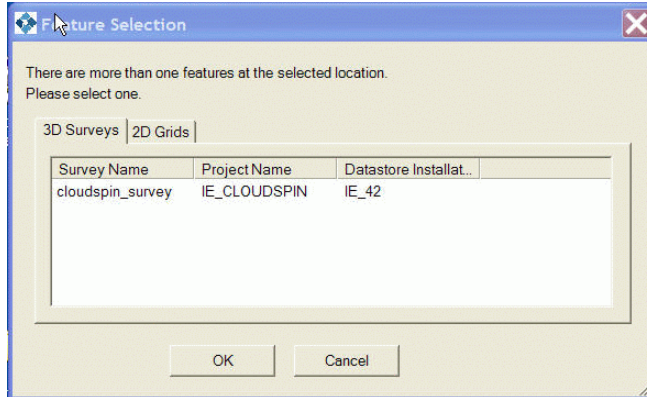 Feature Selection
There are more than one features at the selected location.
Please select one.
3D Surveys 2D Grids
Survey Name Project Name Datastore Installat...
cloudspin_survey IE_CLOUDSPIN IE_42
OK Cancel